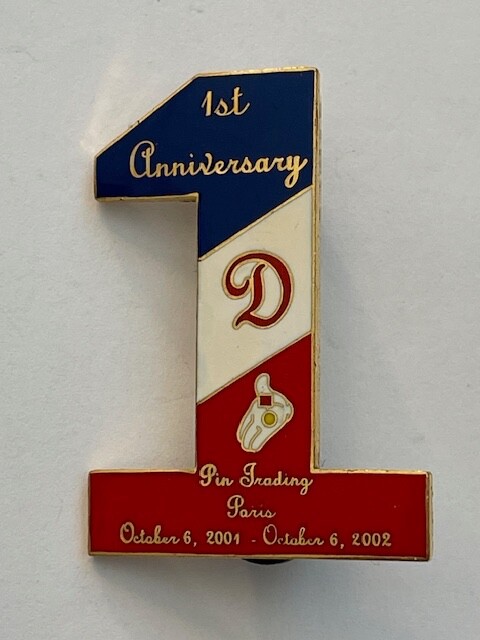 1st
Anniversary
D
Pin Trading
Paris
October 6, 2001 - October 6, 2002